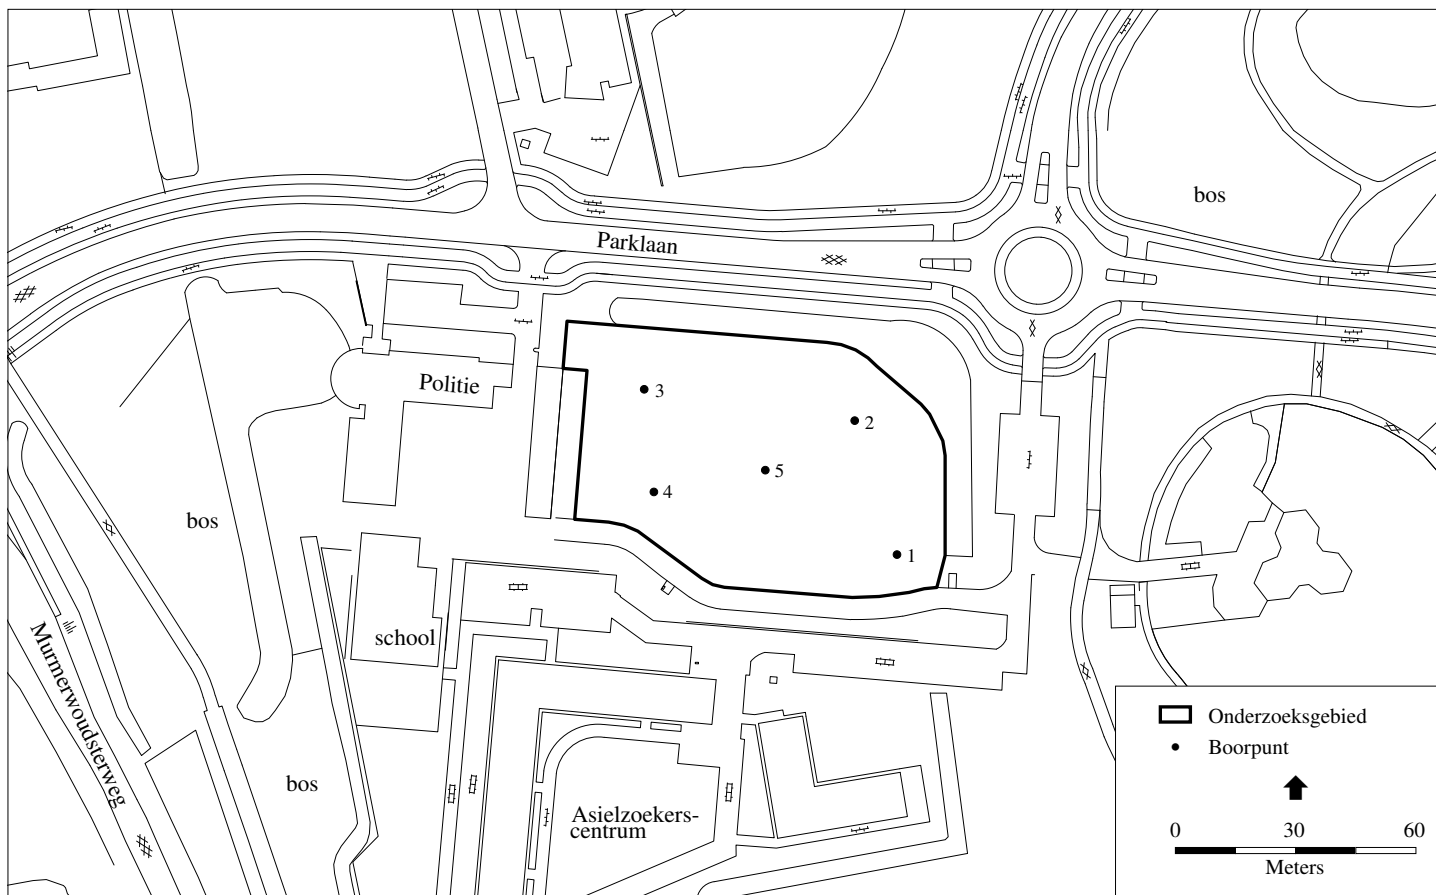 bos
Parklaan
Politie
3
2
5
4
bos
1
school
Murmerwoudsterweg
bos
Asielzoekers-
centrum
Onderzoeksgebied
Boorpunt
0 30 60
Meters